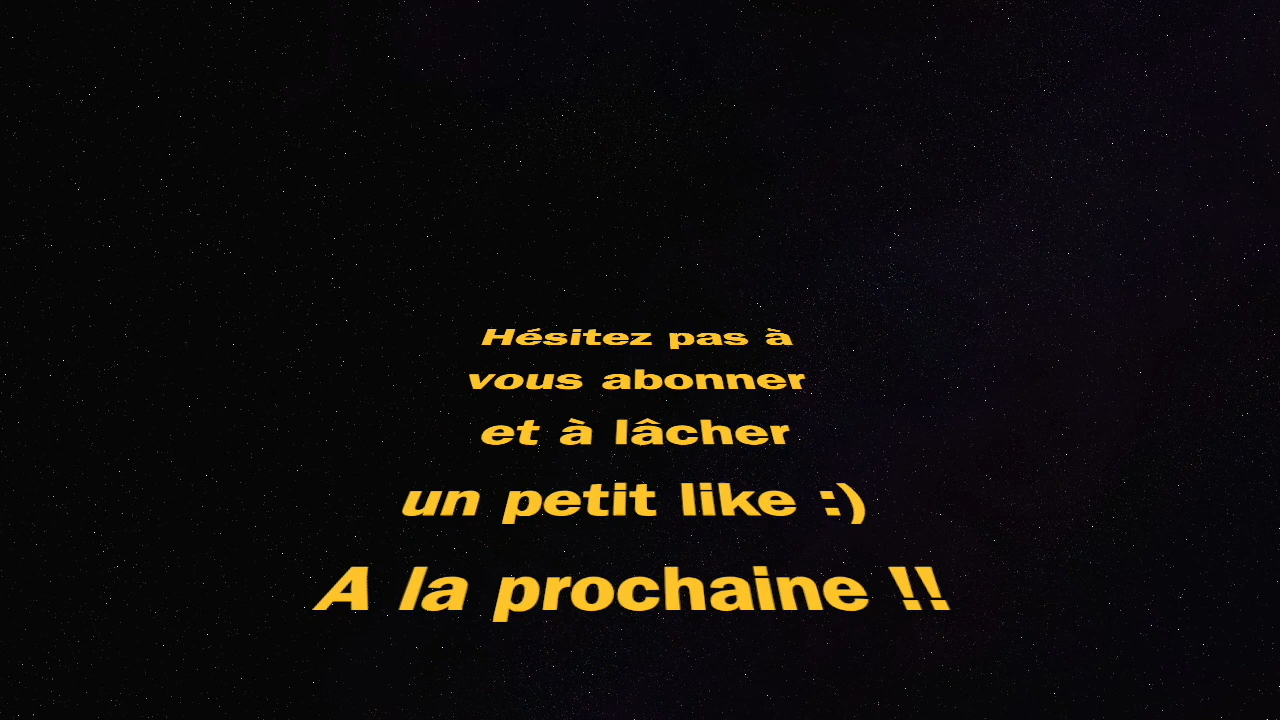 Hésitez pas à
vous abonner
et à lâcher
un petit like :)
A la prochaine !!